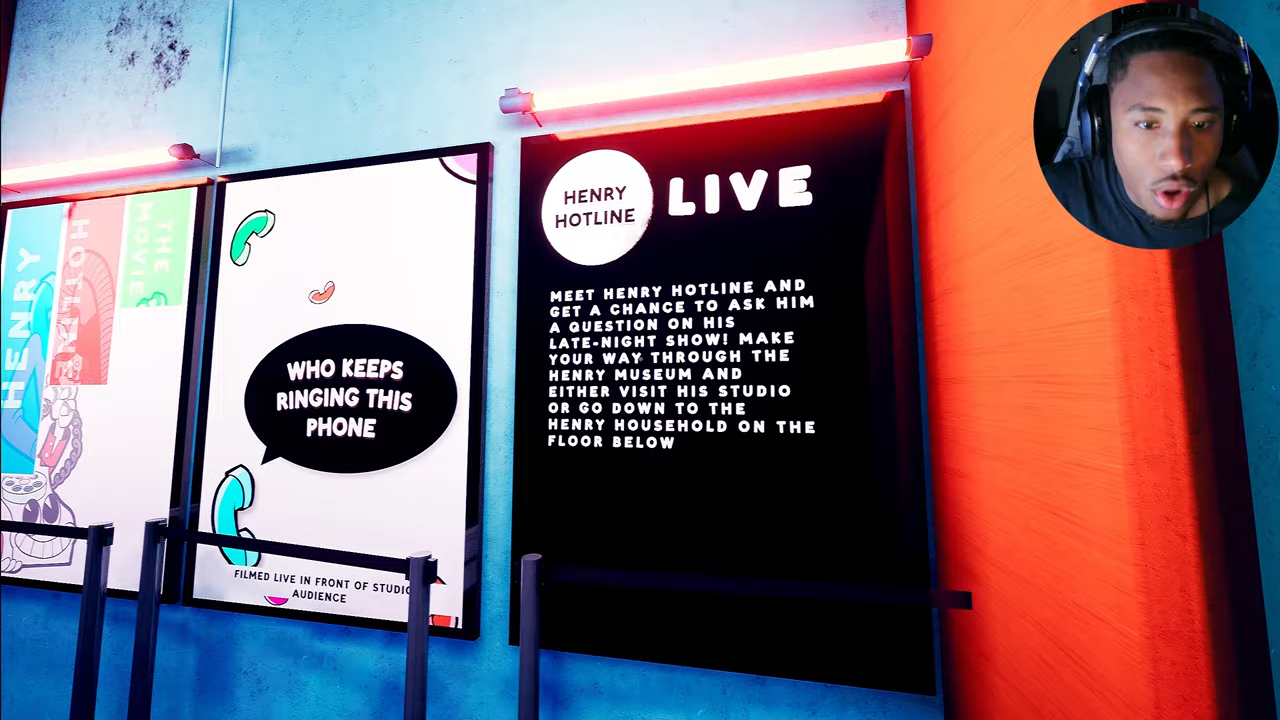 HENRY
HOTLINE
THE
MOVIE
WHO KEEPS
RINGING THIS
PHONE
FILMED LIVE IN FRONT OF STUDIO
AUDIENCE
HENRY
HOTLINE
LIVE
MEET HENRY HOTLINE AND
GET A CHANCE TO ASK HIM
A QUESTION ON HIS
LATE-NIGHT SHOW! MAKE
YOUR WAY THROUGH THE
HENRY MUSEUM AND
EITHER VISIT HIS STUDIO
OR GO DOWN TO THE
HENRY HOUSEHOLD ON THE
FLOOR BELOW